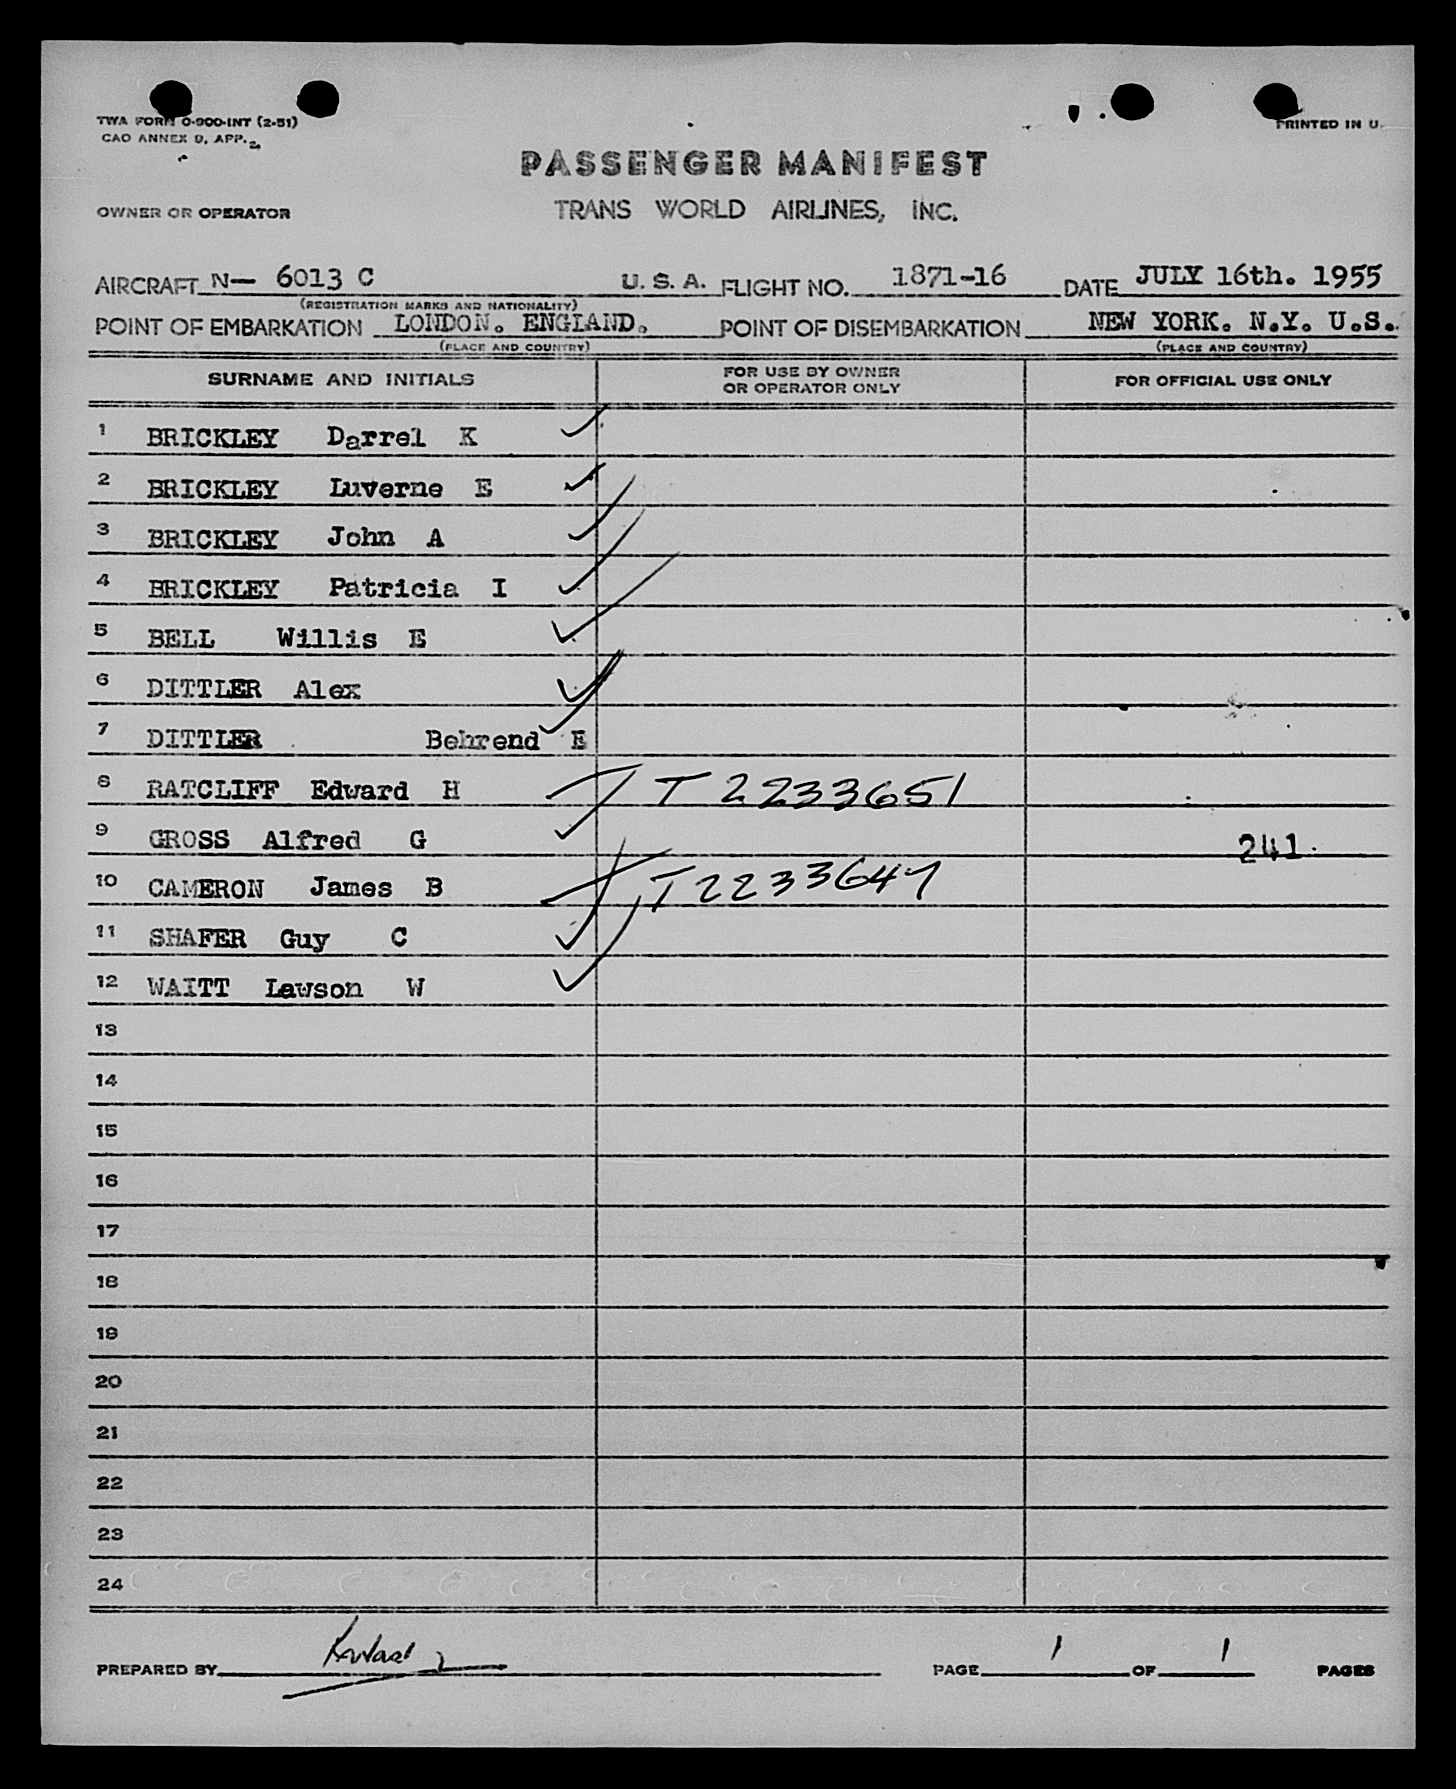 TWA FORM O-900-INT (2-51)
CAO ANNEX 9, APP. 2
PRINTED IN U.
PASSENGER MANIFEST
OWNER OR OPERATOR TRANS WORLD AIRLINES, INC.
AIRCRAFT N— 6013 C U. S. A. FLIGHT NO. 1871-16 DATE JULY 16th. 1955
(REGISTRATION MARKS AND NATIONALITY)
POINT OF EMBARKATION LONDON. ENGLAND. POINT OF DISEMBARKATION NEW YORK. N.Y. U.S.
(PLACE AND COUNTRY) (PLACE AND COUNTRY)
SURNAME AND INITIALS FOR USE BY OWNER OR OPERATOR ONLY FOR OFFICIAL USE ONLY
1 BRICKLEY Darrel K
2 BRICKLEY Luverne E
3 BRICKLEY John A
4 BRICKLEY Patricia I
5 BELL Willis E
6 DITTLER Alex
7 DITTLER Behrend E
8 RATCLIFF Edward H T 2233651
9 GROSS Alfred G 241.
10 CAMERON James B T 2233647
11 SHAFER Guy C
12 WAITT Lawson W
13
14
15
16
17
18
19
20
21
22
23
24
PREPARED BY PAGE 1 OF 1 PAGES